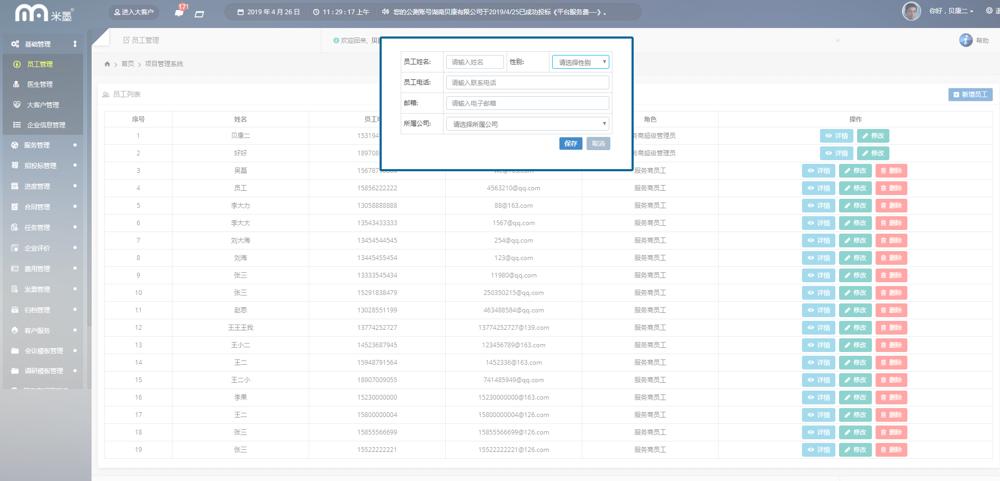 米墨®
进入大客户
171
2019 年 4 月 26 日
11 : 29 : 17 上午
您的公测账号湖南贝康有限公司于2019/4/25已成功投标《平台服务费----》。
你好，贝康二
基础管理
员工管理
医生管理
大客户管理
企业信息管理
服务管理
招投标管理
进度管理
合同管理
任务管理
企业评价
费用管理
发票管理
归档管理
客户服务
会议模板管理
调研模板管理
员工管理
欢迎回来,
×
帮助
首页 > 项目管理系统
员工列表
新增员工
员工姓名: 请输入姓名 性别: 请选择性别
员工电话: 请输入联系电话
邮箱: 请输入电子邮箱
所属公司: 请选择所属公司
保存 取消
序号 姓名 员工 角色 操作
1 贝康二 15319 商超级管理员 详情 修改
2 好好 18970 商超级管理员 详情 修改
3 吴磊 服务商员工 详情 修改 删除
4 员工 15856222222 4563210@qq.com 服务商员工 详情 修改 删除
5 李大力 13058888888 88@163.com 服务商员工 详情 修改 删除
6 李大大 13543433333 1567@qq.com 服务商员工 详情 修改 删除
7 刘大海 13454544545 254@qq.com 服务商员工 详情 修改 删除
8 刘海 13445455454 123@qq.com 服务商员工 详情 修改 删除
9 张三 13333545434 11980@qq.com 服务商员工 详情 修改 删除
10 张三 15291838479 250350215@qq.com 服务商员工 详情 修改 删除
11 赵思 13028551199 463488584@qq.com 服务商员工 详情 修改 删除
12 王王王我 13774252727 13774252727@139.com 服务商员工 详情 修改 删除
13 王小二 14523687945 123456789@163.com 服务商员工 详情 修改 删除
14 王二 15948791564 1452336@163.com 服务商员工 详情 修改 删除
15 王二小 18907009055 741485949@qq.com 服务商员工 详情 修改 删除
16 李果 15230000000 15230000000@163.com 服务商员工 详情 修改 删除
17 王二 15800000004 15800000004@126.com 服务商员工 详情 修改 删除
18 张三 15855566699 15855566699@126.com 服务商员工 详情 修改 删除
19 张三 15522222221 15522222221@126.com 服务商员工 详情 修改 删除